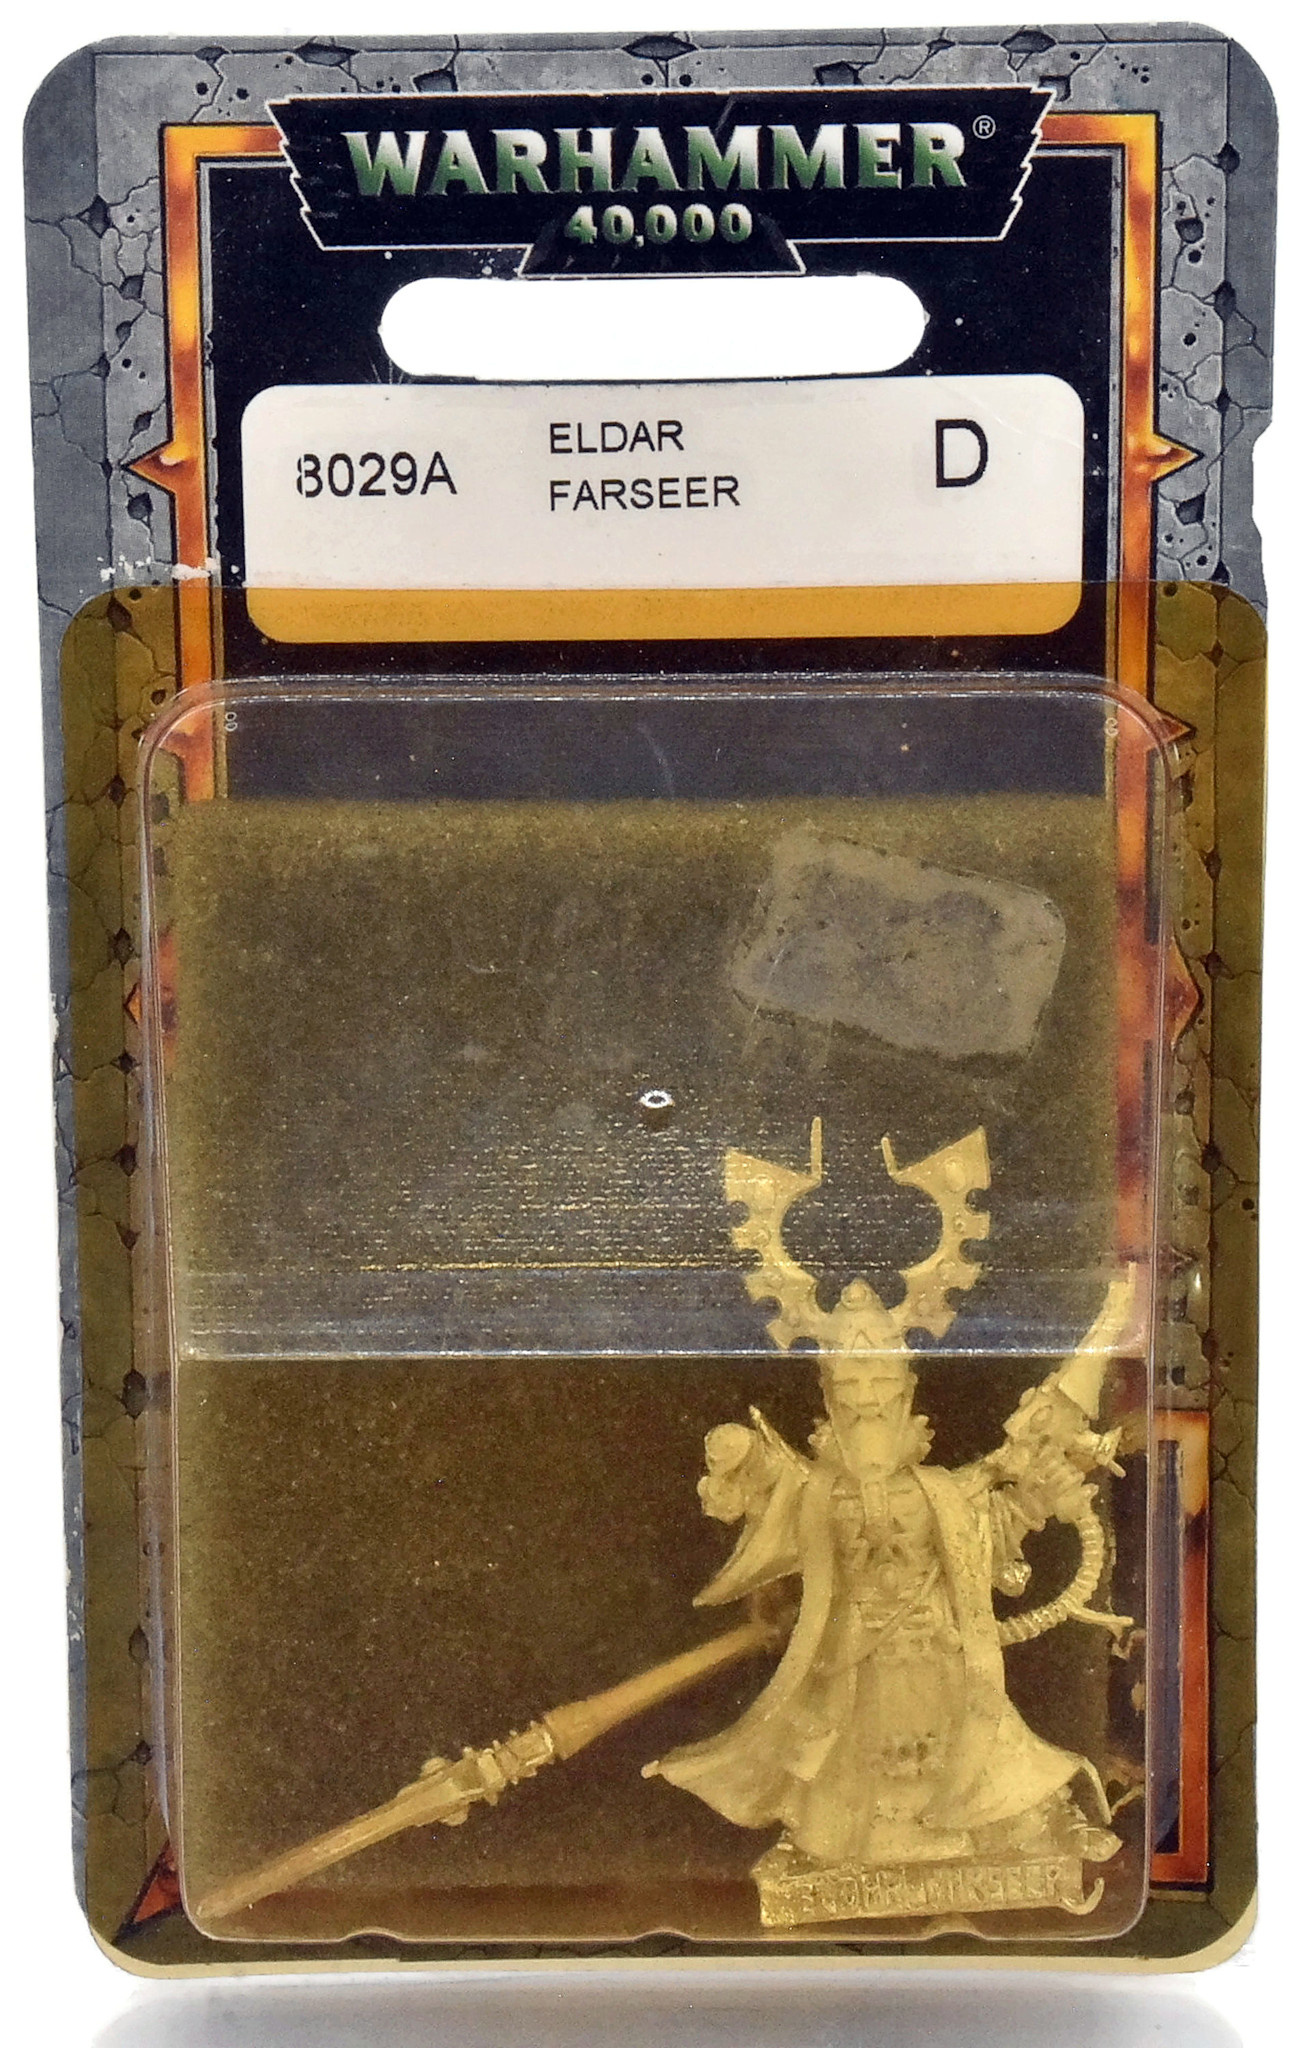 WARHAMMER®
40,000
8029A
ELDAR
FARSEER
D